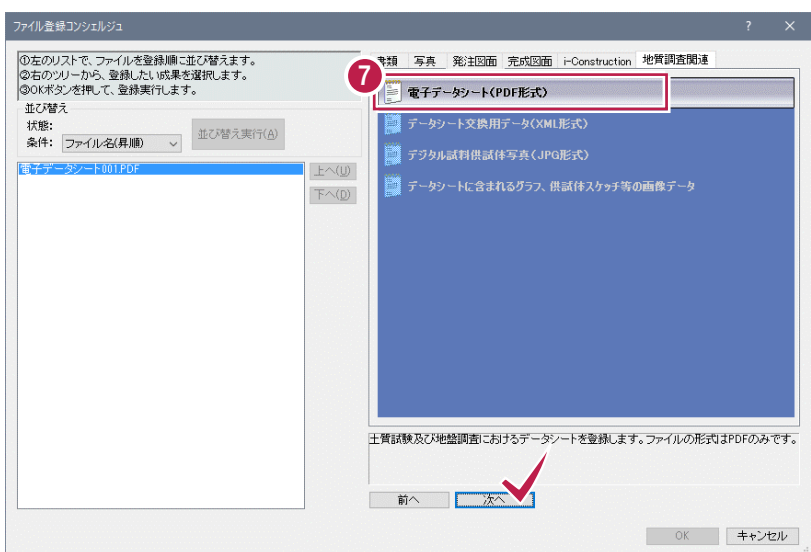 ファイル登録コンシェルジュ
?
×
①左のリストで、ファイルを登録順に並び替えます。
②右のツリーから、登録したい成果を選択します。
③OKボタンを押して、登録実行します。
並び替え
状態:
条件: ファイル名(昇順)
並び替え実行(A)
電子データシート001.PDF
上へ(U)
下へ(D)
類 写真 発注図面 完成図面 i-Construction 地質調査関連
7
電子データシート(PDF形式)
データシート交換用データ(XML形式)
デジタル試料供試体写真(JPG形式)
データシートに含まれるグラフ、供試体スケッチ等の画像データ
土質試験及び地盤調査におけるデータシートを登録します。ファイルの形式はPDFのみです。
前へ
次へ
OK
キャンセル